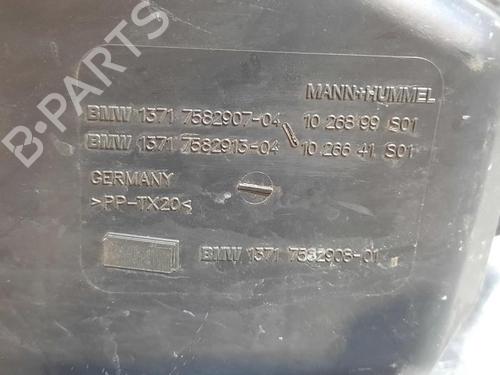 MANN+HUMMEL
BMW 1371 7582907-04 10 268 99 S01
BMW 1371 7582913-04 10 266 41 S01
GERMANY
>PP-TX20<
BMW 1371 7582908-01
B-PARTS